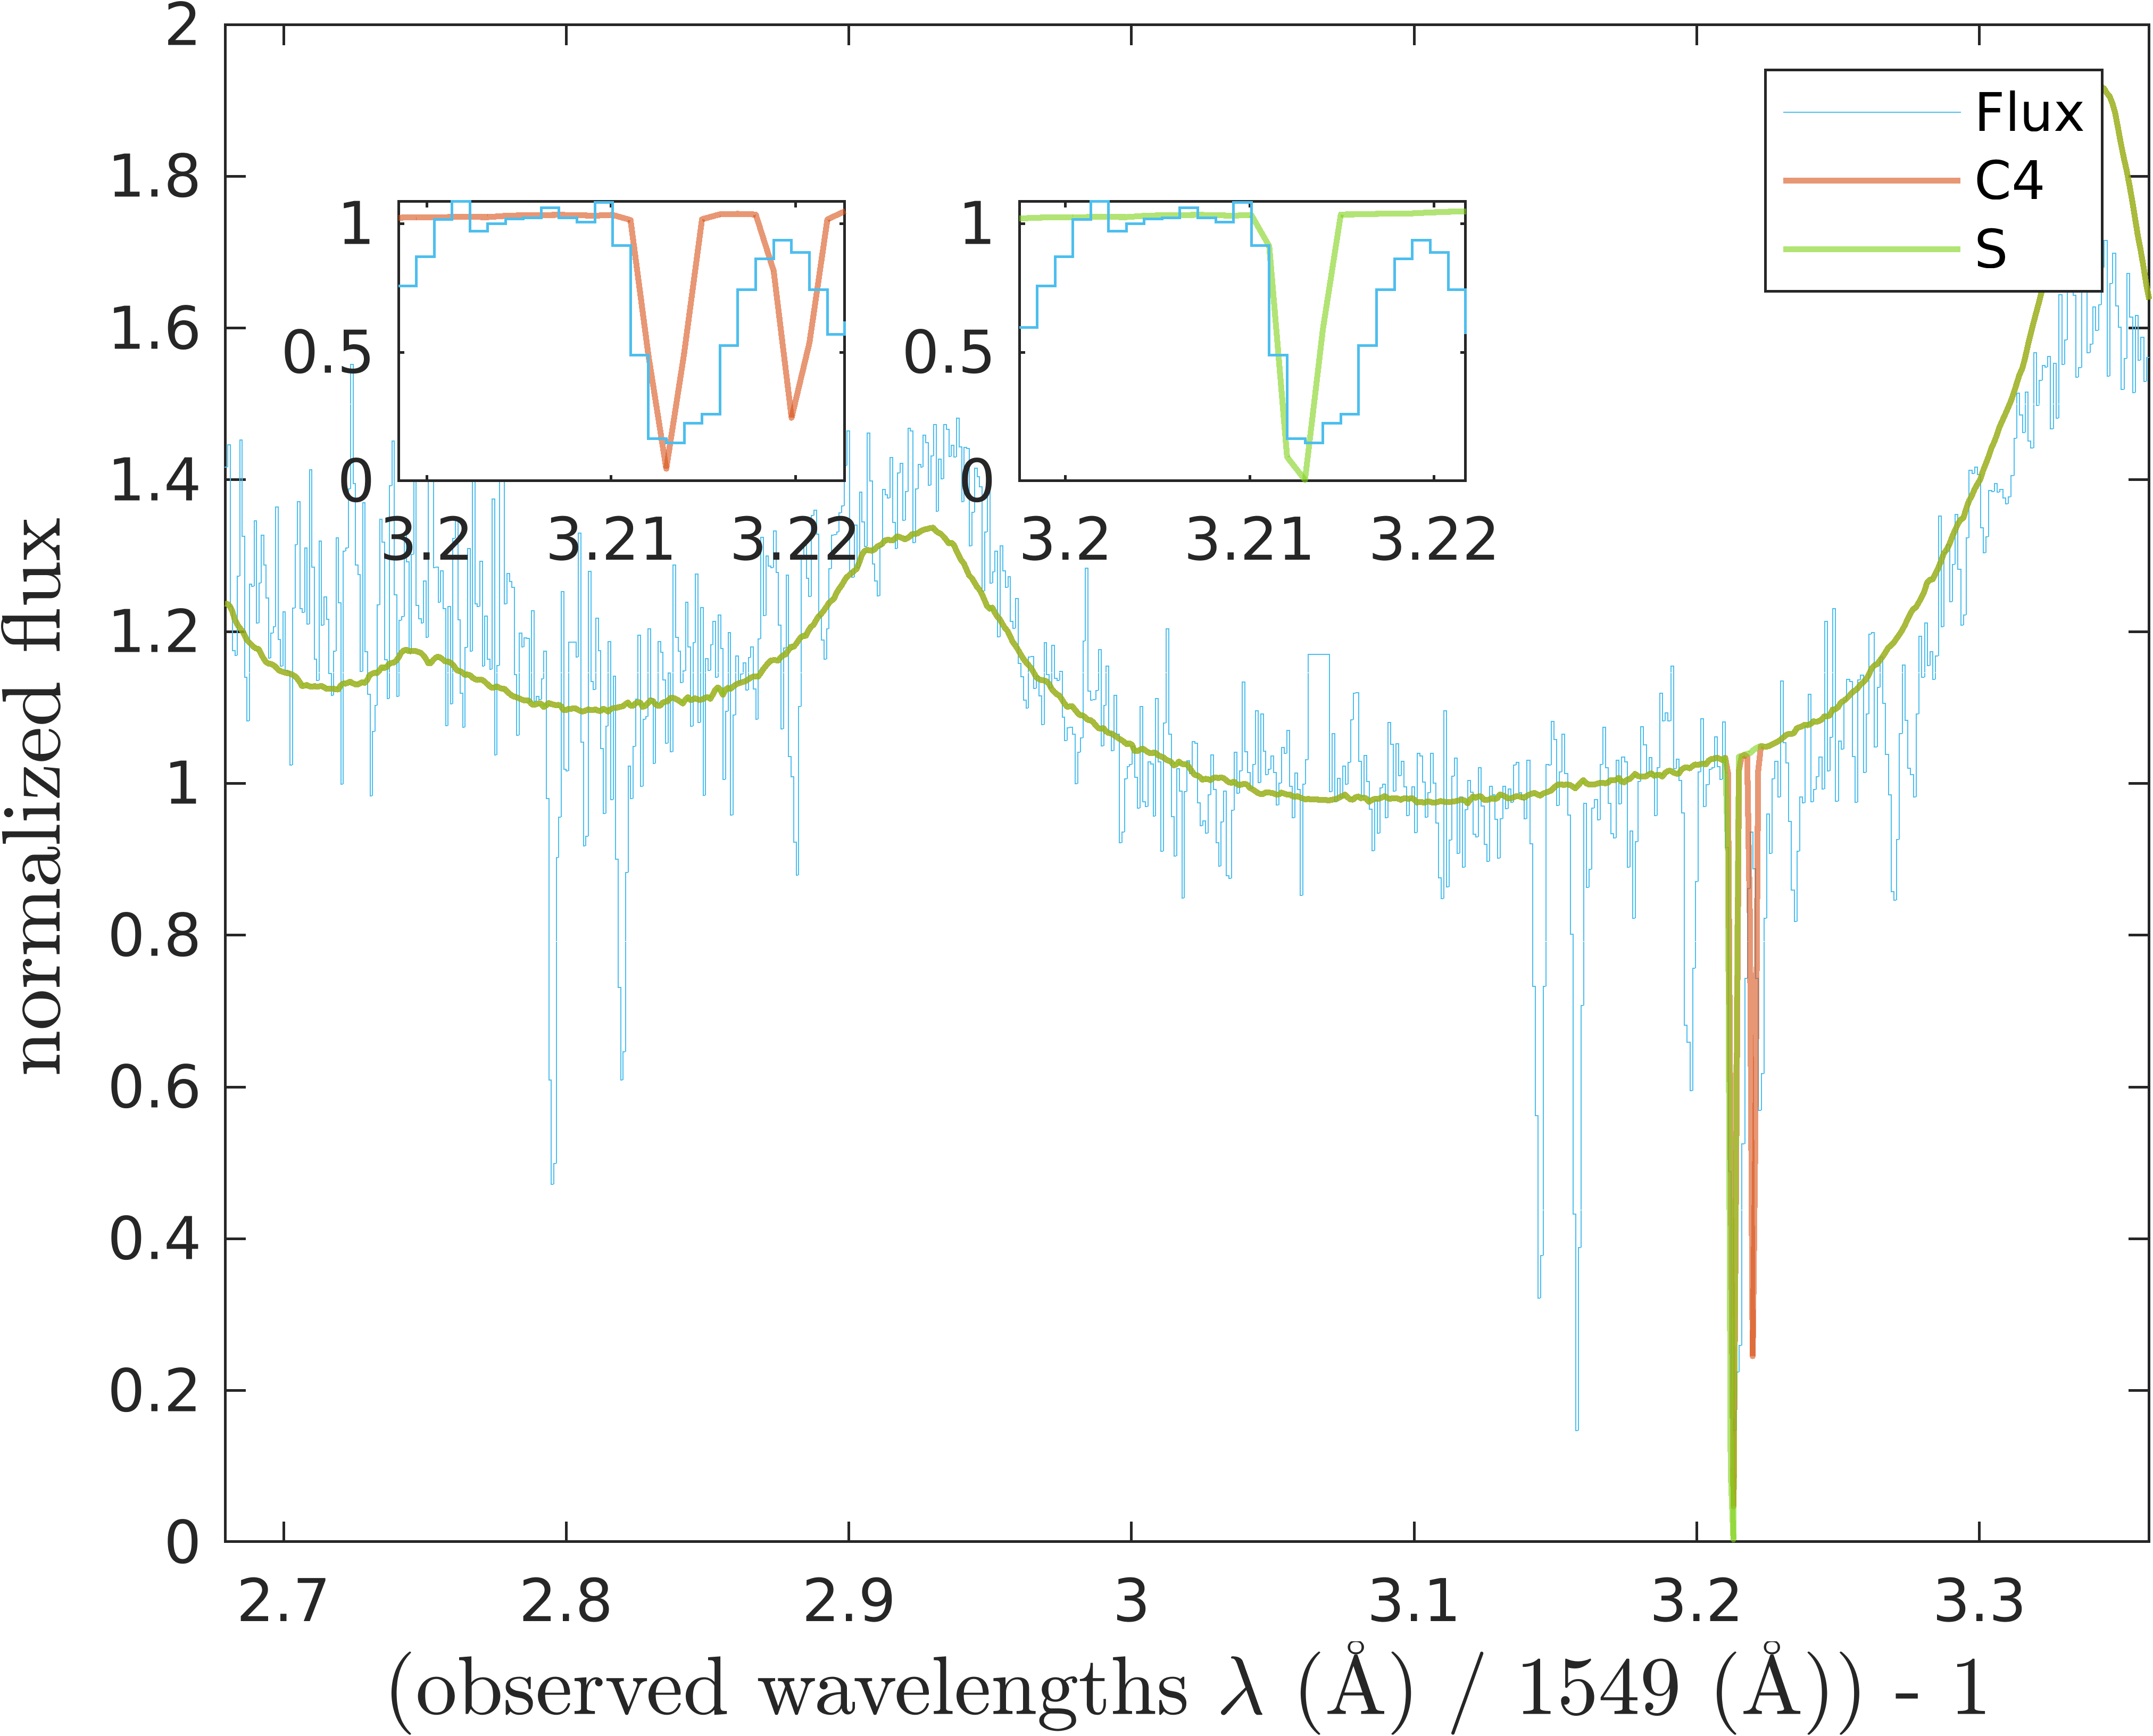 2
1.8
1.6
1.4
1.2
1
0.8
0.6
0.4
0.2
0
normalized flux
Flux
C4
S
1
0.5
0
3.2 3.21 3.22
1
0.5
0
3.2 3.21 3.22
2.7 2.8 2.9 3 3.1 3.2 3.3
(observed wavelengths λ (Å) / 1549 (Å)) - 1